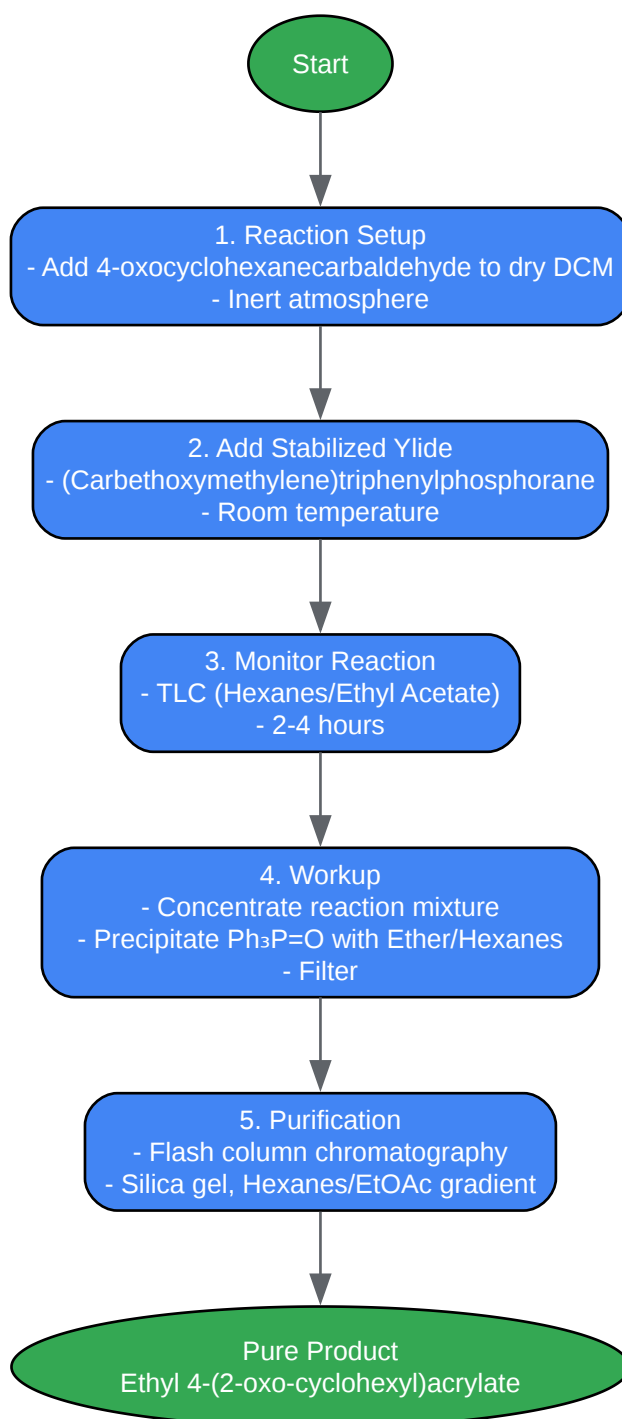 Start
1. Reaction Setup
- Add 4-oxocyclohexanecarbaldehyde to dry DCM
- Inert atmosphere
2. Add Stabilized Ylide
- (Carbethoxymethylene)triphenylphosphorane
- Room temperature
3. Monitor Reaction
- TLC (Hexanes/Ethyl Acetate)
- 2-4 hours
4. Workup
- Concentrate reaction mixture
- Precipitate Ph₃P=O with Ether/Hexanes
- Filter
5. Purification
- Flash column chromatography
- Silica gel, Hexanes/EtOAc gradient
Pure Product
Ethyl 4-(2-oxo-cyclohexyl)acrylate